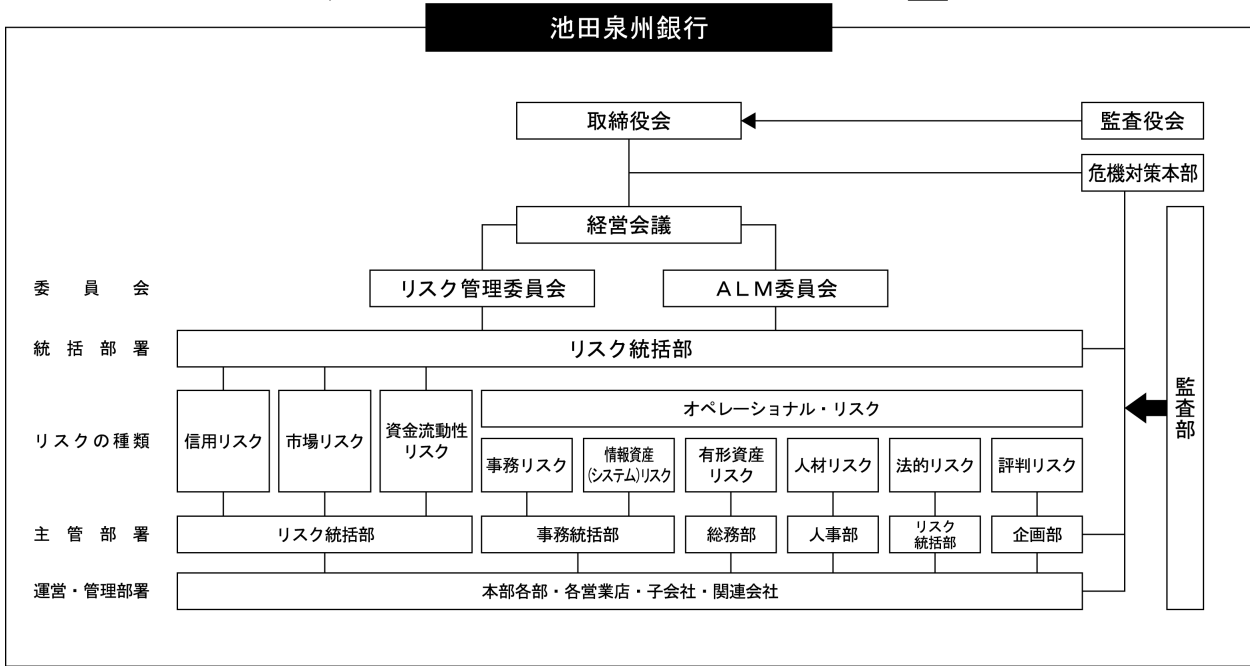 池田泉州銀行
取締役会
監査役会
危機対策本部
経営会議
委員会
リスク管理委員会
ALM委員会
統括部署
リスク統括部
監査部
リスクの種類
信用リスク
市場リスク
資金流動性
リスク
オペレーショナル・リスク
事務リスク
情報資産
(システム)リスク
有形資産
リスク
人材リスク
法的リスク
評判リスク
主管部署
リスク統括部
事務統括部
総務部
人事部
リスク
統括部
企画部
運営・管理部署
本部各部・各営業店・子会社・関連会社